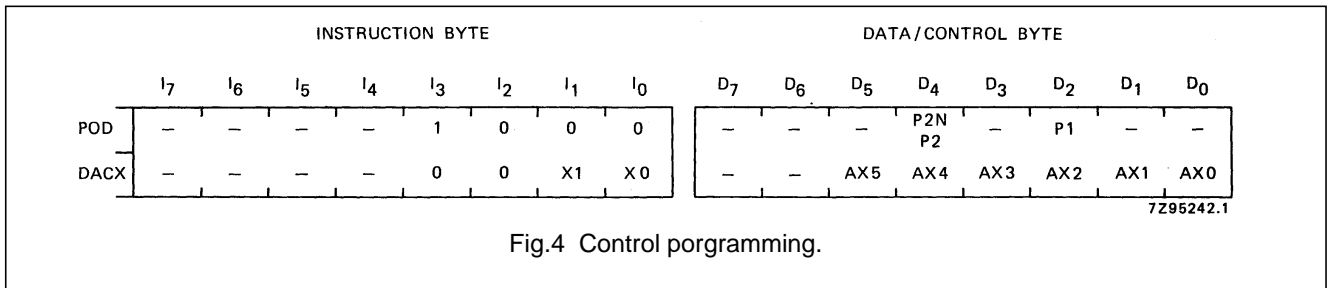 INSTRUCTION BYTE DATA/CONTROL BYTE
I7 I6 I5 I4 I3 I2 I1 I0 D7 D6 D5 D4 D3 D2 D1 D0
POD – – – – 1 0 0 0 – – – P2N – P1 – –
P2
DACX – – – – 0 0 X1 X0 – – AX5 AX4 AX3 AX2 AX1 AX0
7Z95242.1
Fig.4 Control porgramming.